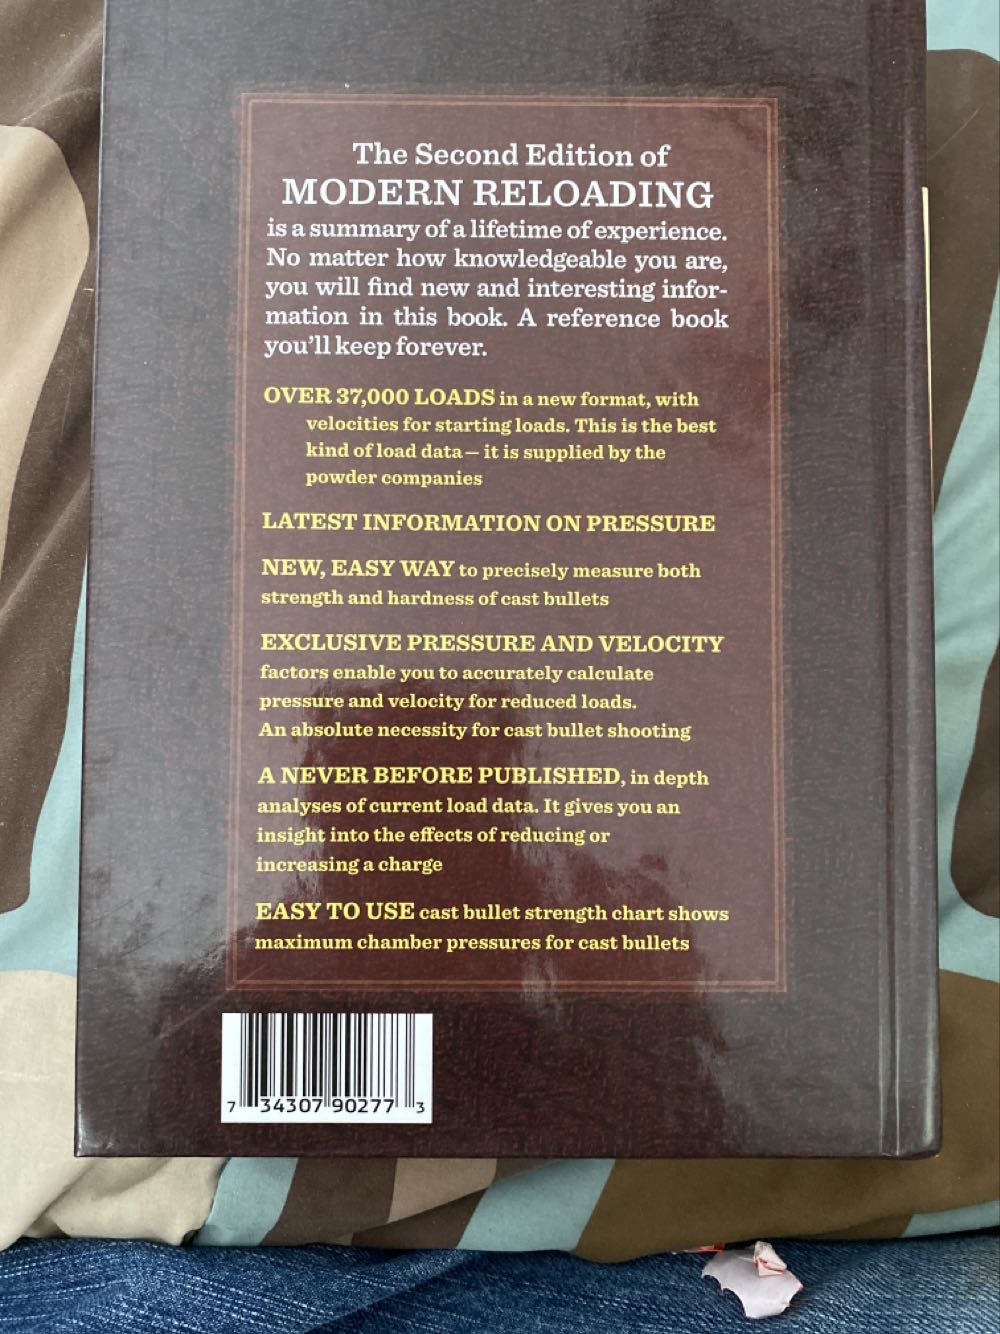 The Second Edition of
MODERN RELOADING
is a summary of a lifetime of experience.
No matter how knowledgeable you are,
you will find new and interesting infor-
mation in this book. A reference book
you'll keep forever.
OVER 37,000 LOADS in a new format, with
velocities for starting loads. This is the best
kind of load data — it is supplied by the
powder companies
LATEST INFORMATION ON PRESSURE
NEW, EASY WAY to precisely measure both
strength and hardness of cast bullets
EXCLUSIVE PRESSURE AND VELOCITY
factors enable you to accurately calculate
pressure and velocity for reduced loads.
An absolute necessity for cast bullet shooting
A NEVER BEFORE PUBLISHED, in depth
analyses of current load data. It gives you an
insight into the effects of reducing or
increasing a charge
EASY TO USE cast bullet strength chart shows
maximum chamber pressures for cast bullets
7 34307 90277 3